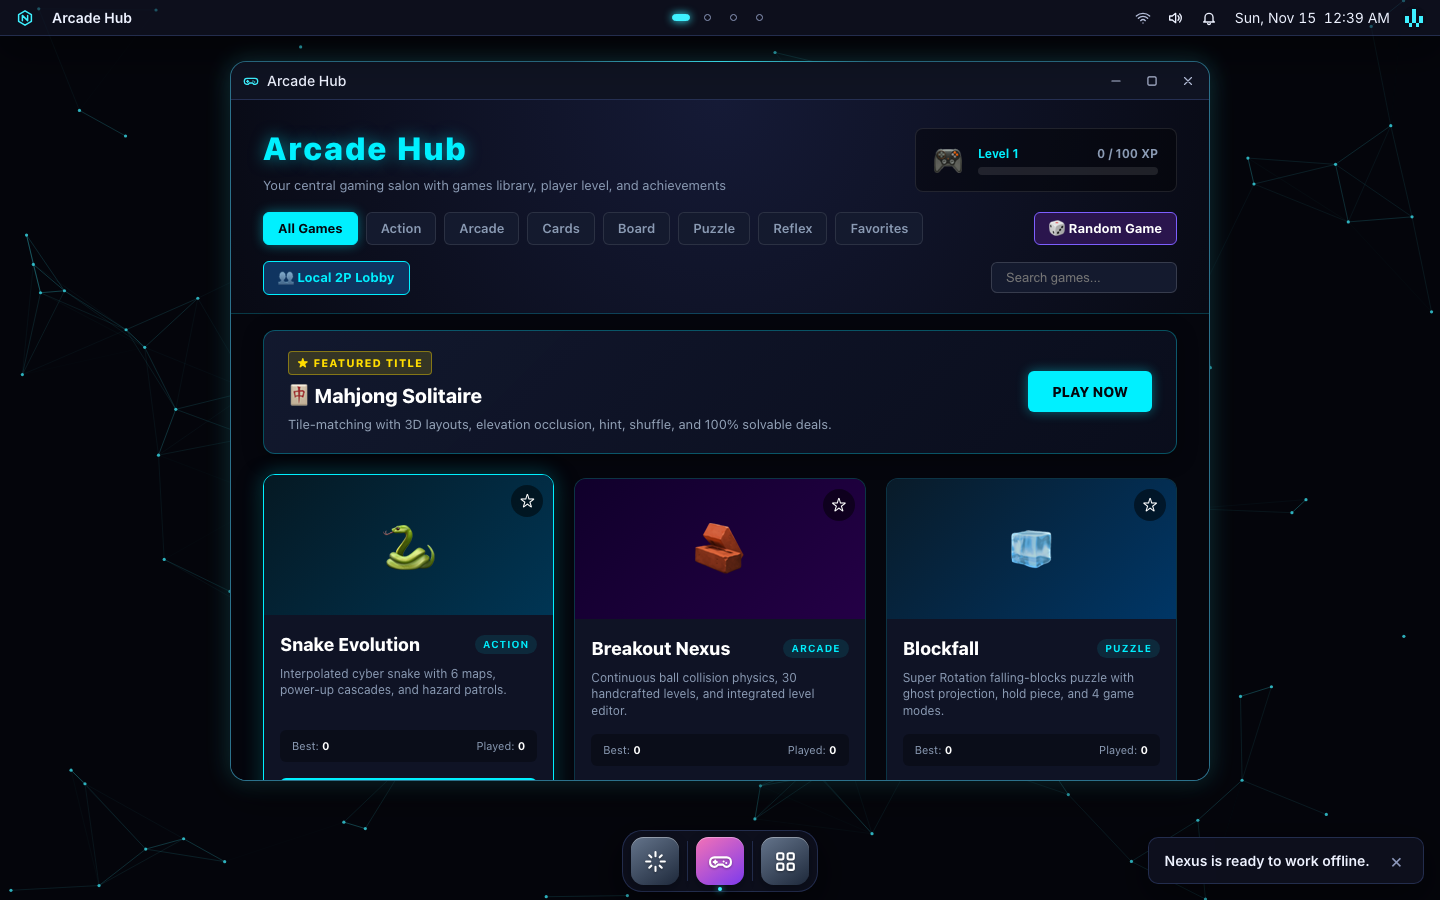 Arcade Hub
Sun, Nov 15 12:39 AM
Arcade Hub
Arcade Hub
Your central gaming salon with games library, player level, and achievements
Level 1
0 / 100 XP
All Games
Action
Arcade
Cards
Board
Puzzle
Reflex
Favorites
Random Game
Local 2P Lobby
Search games...
FEATURED TITLE
Mahjong Solitaire
Tile-matching with 3D layouts, elevation occlusion, hint, shuffle, and 100% solvable deals.
PLAY NOW
Snake Evolution
ACTION
Interpolated cyber snake with 6 maps,
power-up cascades, and hazard patrols.
Best: 0
Played: 0
Breakout Nexus
ARCADE
Continuous ball collision physics, 30
handcrafted levels, and integrated level
editor.
Best: 0
Played: 0
Blockfall
PUZZLE
Super Rotation falling-blocks puzzle with
ghost projection, hold piece, and 4 game
modes.
Best: 0
Played: 0
Nexus is ready to work offline.